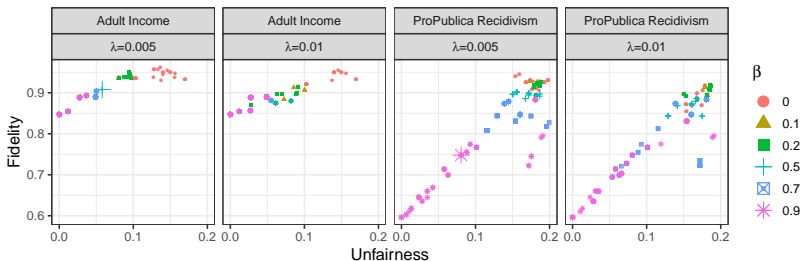 Adult Income
Adult Income
ProPublica Recidivism
ProPublica Recidivism
λ=0.005
λ=0.01
λ=0.005
λ=0.01
Fidelity
0.9
0.8
0.7
0.6
0.0 0.1 0.2
0.0 0.1 0.2
0.0 0.1 0.2
0.0 0.1 0.2
Unfairness
β
0
0.1
0.2
0.5
0.7
0.9